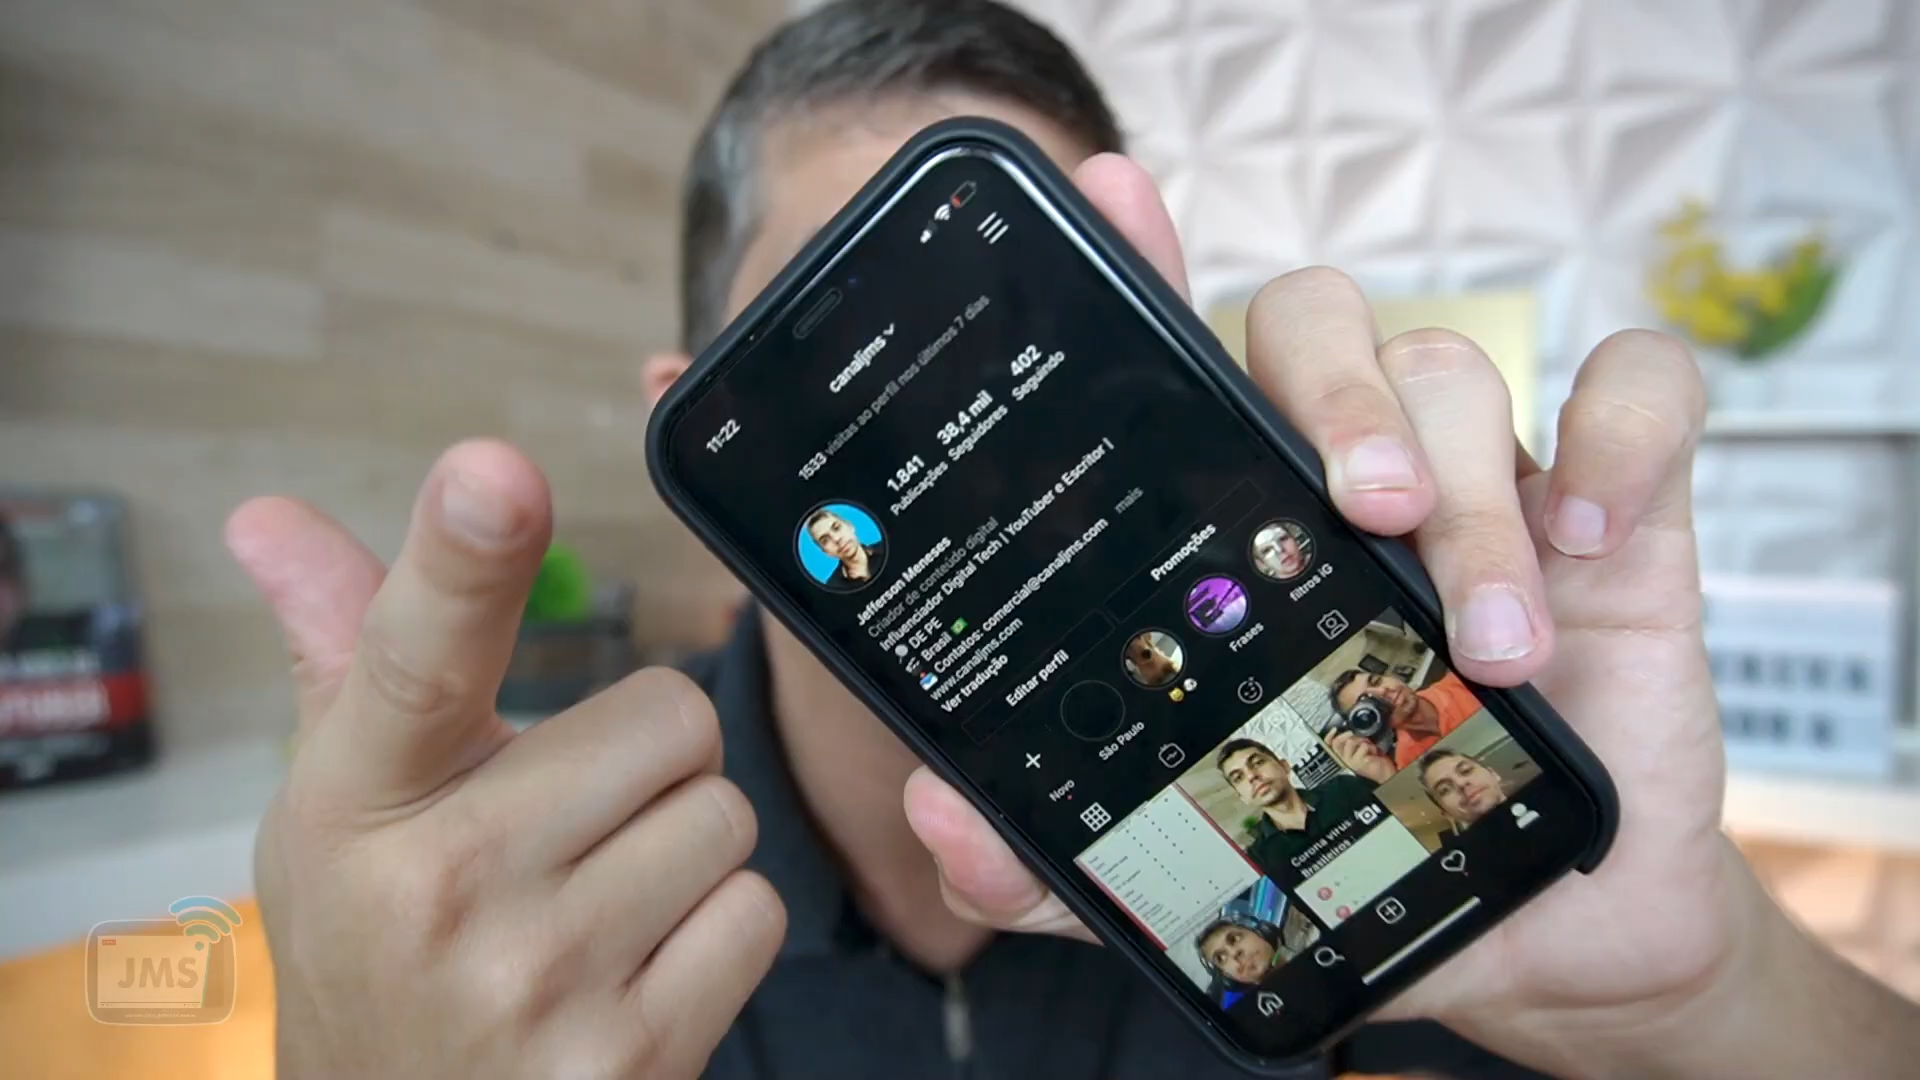 11:22
canaljms
1533 visitas ao perfil nos últimos 7 dias
1.841
Publicações
38,4 mil
Seguidores
402
Seguindo
Jefferson Meneses
Criador de conteúdo digital
Influenciador Digital Tech | YouTuber e Escritor |
DE PE
Brasil
Contatos: comercial@canaljms.com
mais
www.canaljms.com
Ver tradução
Editar perfil
Promoções
Novo
São Paulo
Frases
filtros IG
Corona vírus
Brasileiros
JMS